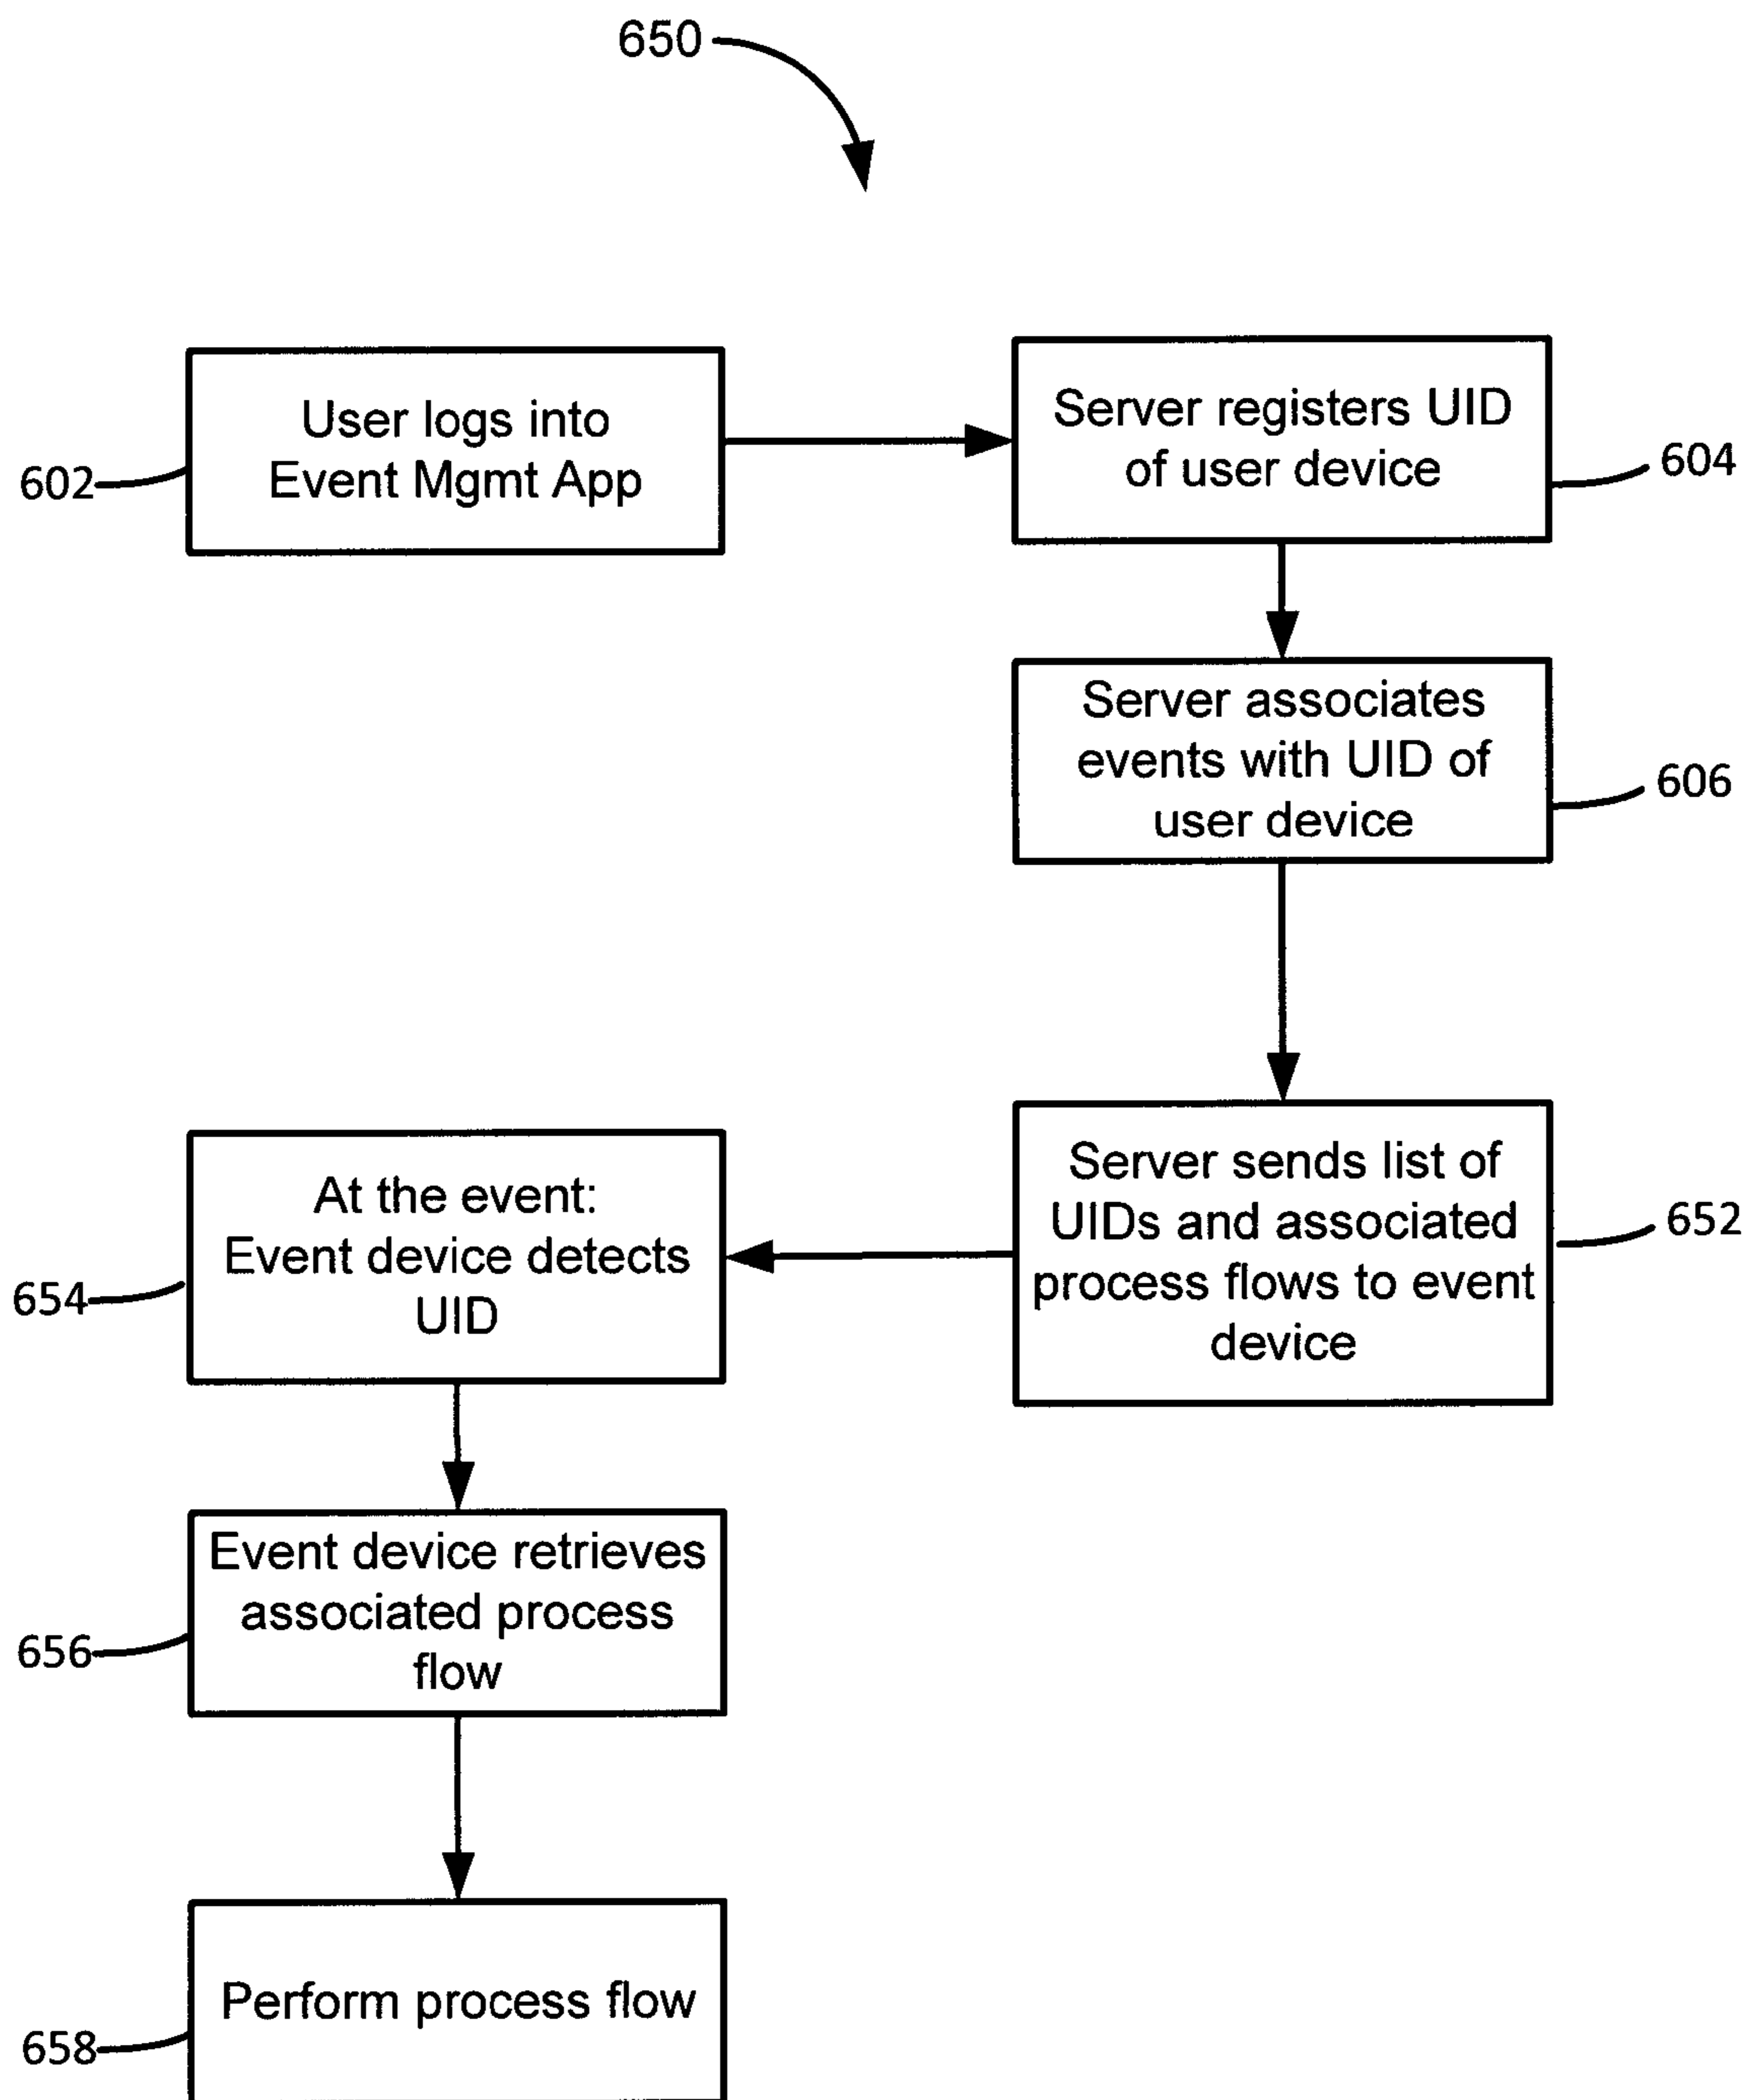 650
User logs into
Event Mgmt App
602
Server registers UID
of user device
604
Server associates
events with UID of
user device
606
Server sends list of
UIDs and associated
process flows to event
device
652
At the event:
Event device detects
UID
654
Event device retrieves
associated process
flow
656
Perform process flow
658